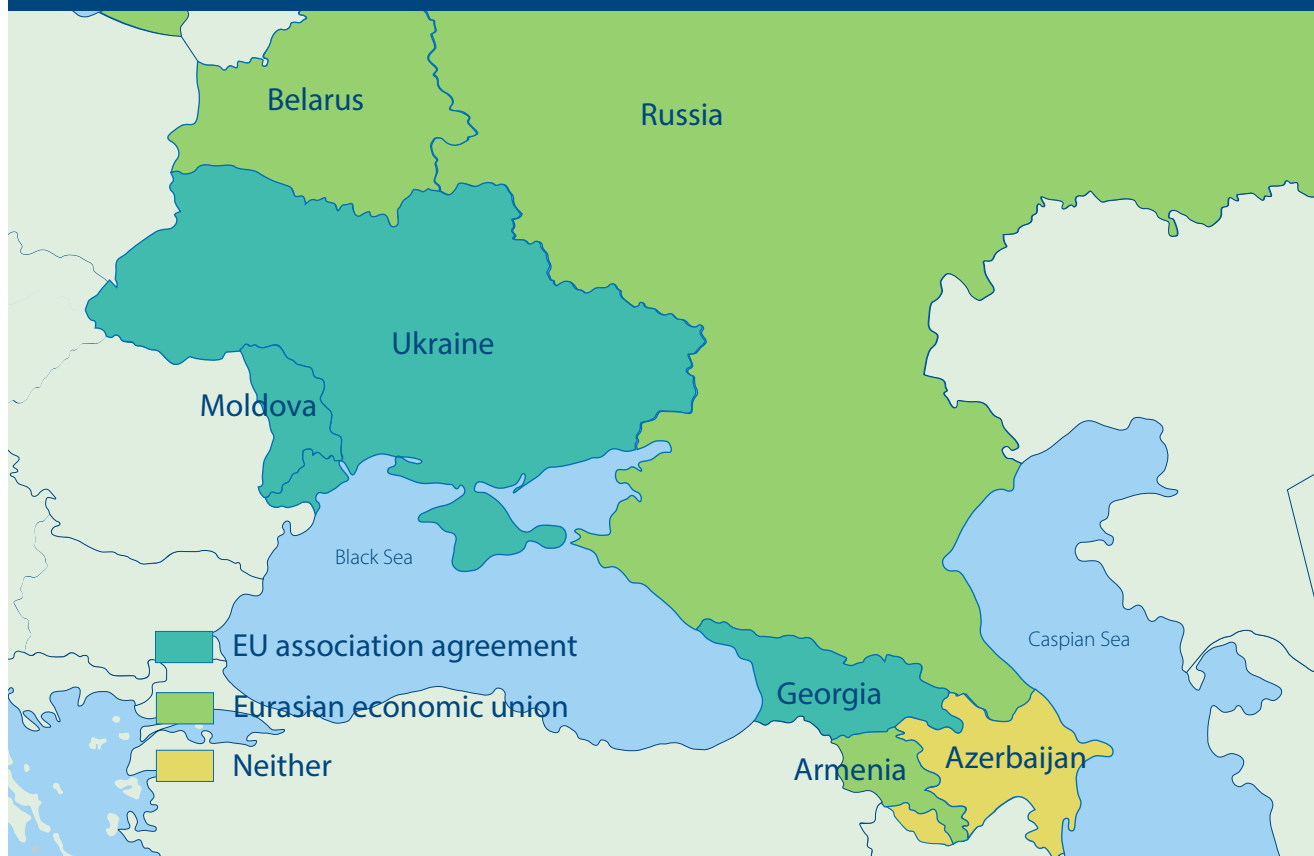 Belarus
Russia
Ukraine
Moldova
Black Sea
Caspian Sea
EU association agreement
Eurasian economic union
Neither
Georgia
Armenia
Azerbaijan